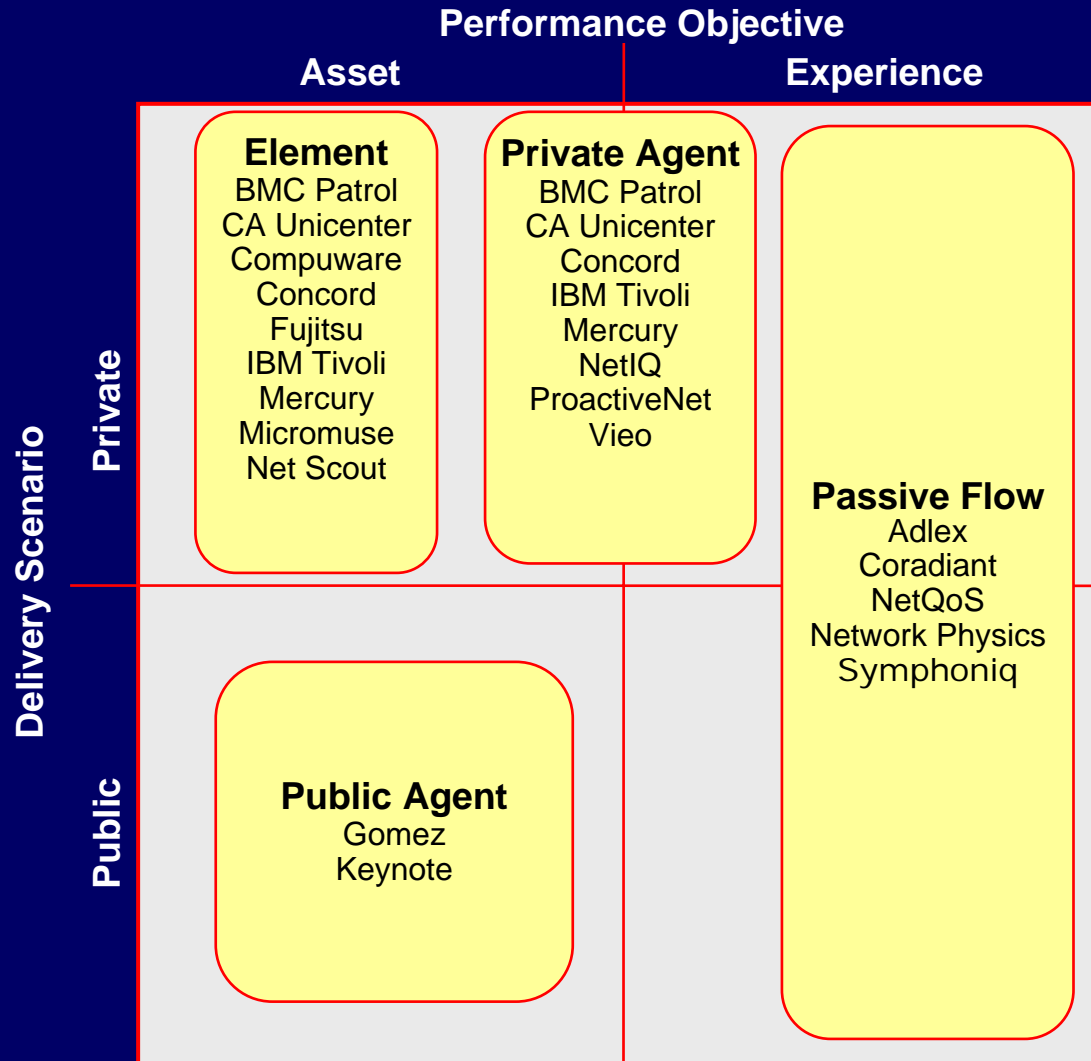 Performance Objective
Asset
Experience
Delivery Scenario
Private
Public
Element
BMC Patrol
CA Unicenter
Compuware
Concord
Fujitsu
IBM Tivoli
Mercury
Micromuse
Net Scout
Private Agent
BMC Patrol
CA Unicenter
Concord
IBM Tivoli
Mercury
NetIQ
ProactiveNet
Vieo
Passive Flow
Adlex
Coradiant
NetQoS
Network Physics
Symphoniq
Public Agent
Gomez
Keynote